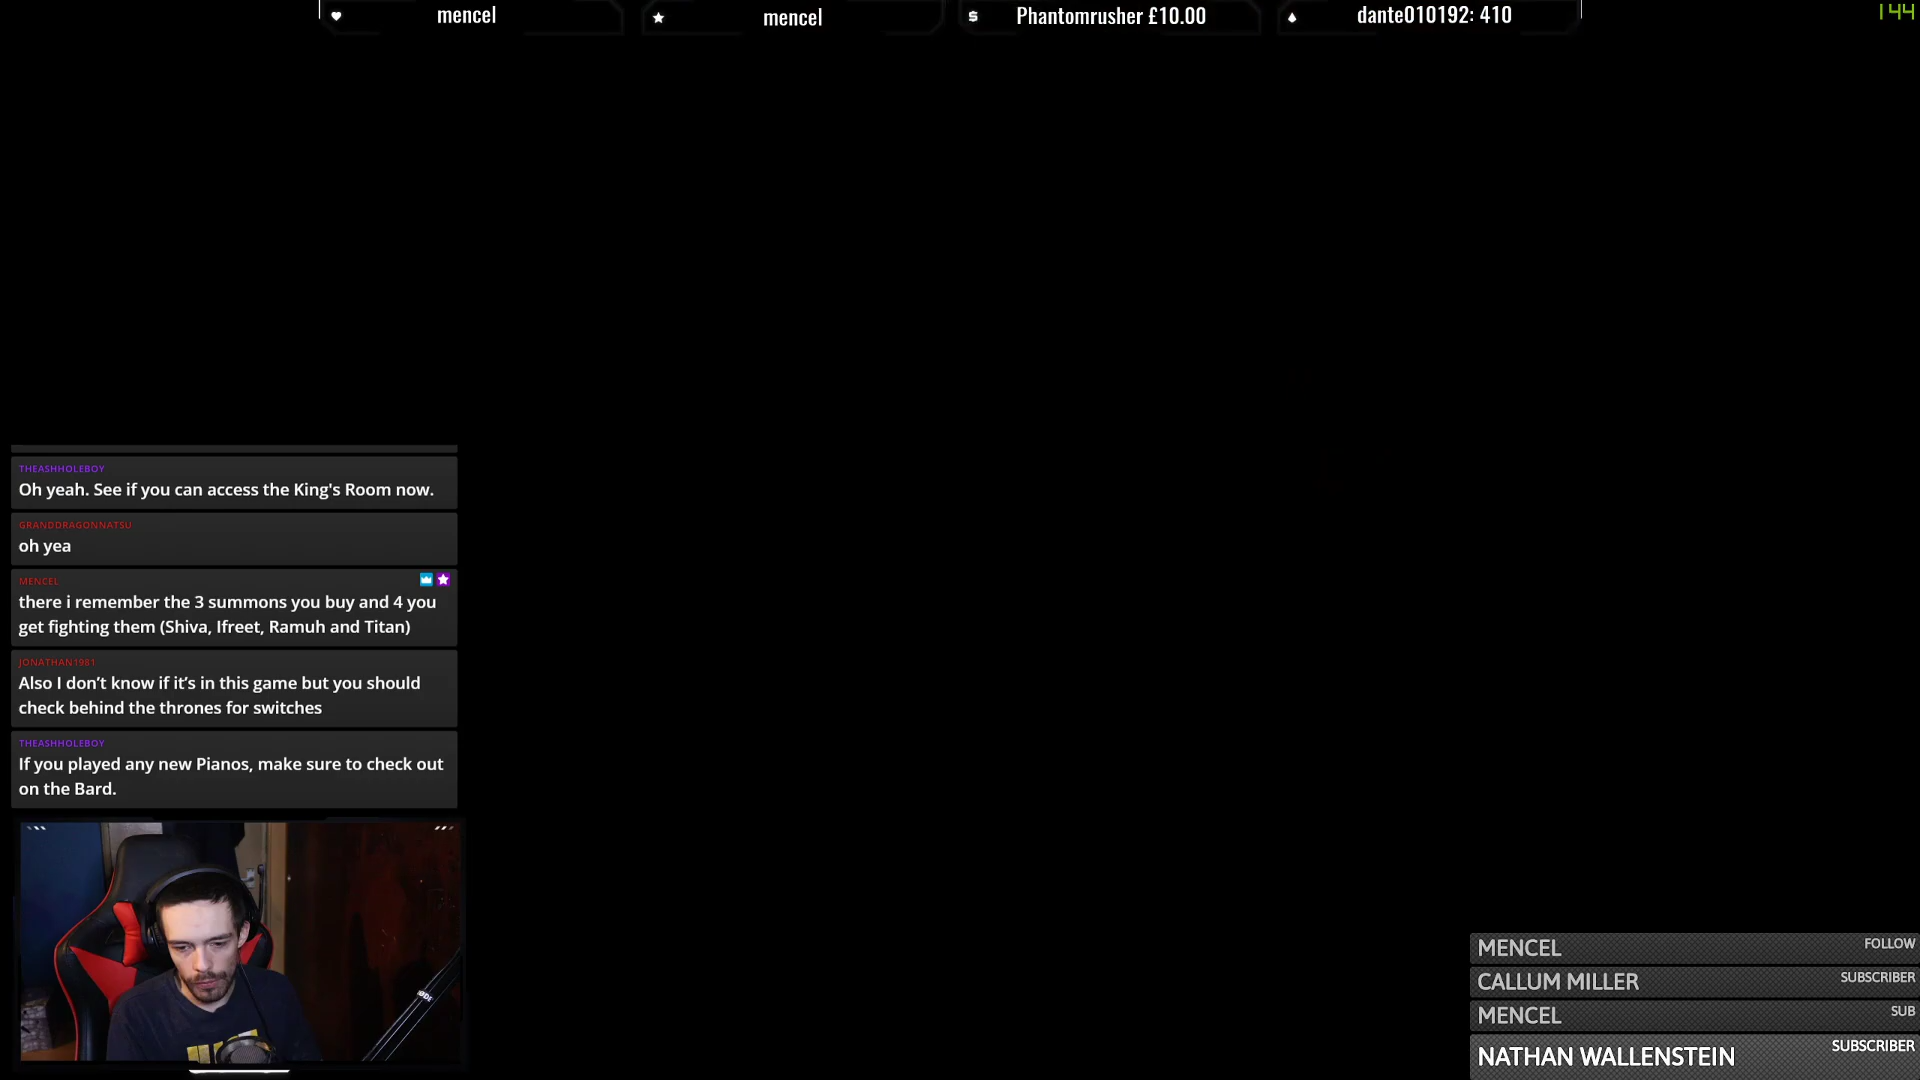 mencel
mencel
Phantomrusher £10.00
dante010192: 410
144
THEASHHOLEBOY
Oh yeah. See if you can access the King's Room now.
GRANDDRAGONNATSU
oh yea
MENCEL
there i remember the 3 summons you buy and 4 you
get fighting them (Shiva, Ifreet, Ramuh and Titan)
JONATHAN1981
Also I don’t know if it’s in this game but you should
check behind the thrones for switches
THEASHHOLEBOY
If you played any new Pianos, make sure to check out
on the Bard.
RØDE
MENCEL FOLLOW
CALLUM MILLER SUBSCRIBER
MENCEL SUB
NATHAN WALLENSTEIN SUBSCRIBER